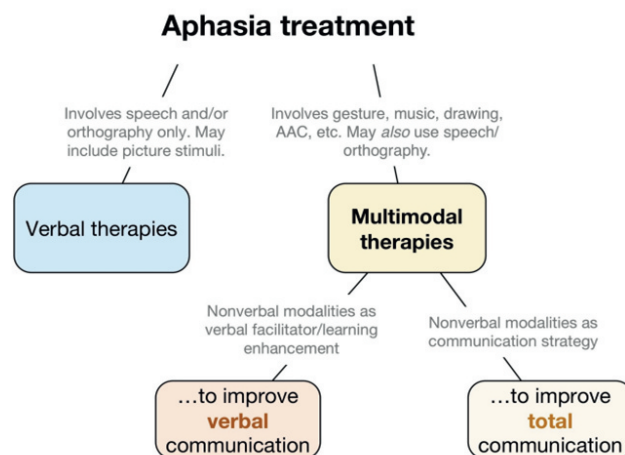 Aphasia treatment
Involves speech and/or
orthography only. May
include picture stimuli.
Involves gesture, music, drawing,
AAC, etc. May also use speech/
orthography.
Verbal therapies
Multimodal
therapies
Nonverbal modalities as
verbal facilitator/learning
enhancement
Nonverbal modalities as
communication strategy
...to improve
verbal
communication
...to improve
total
communication